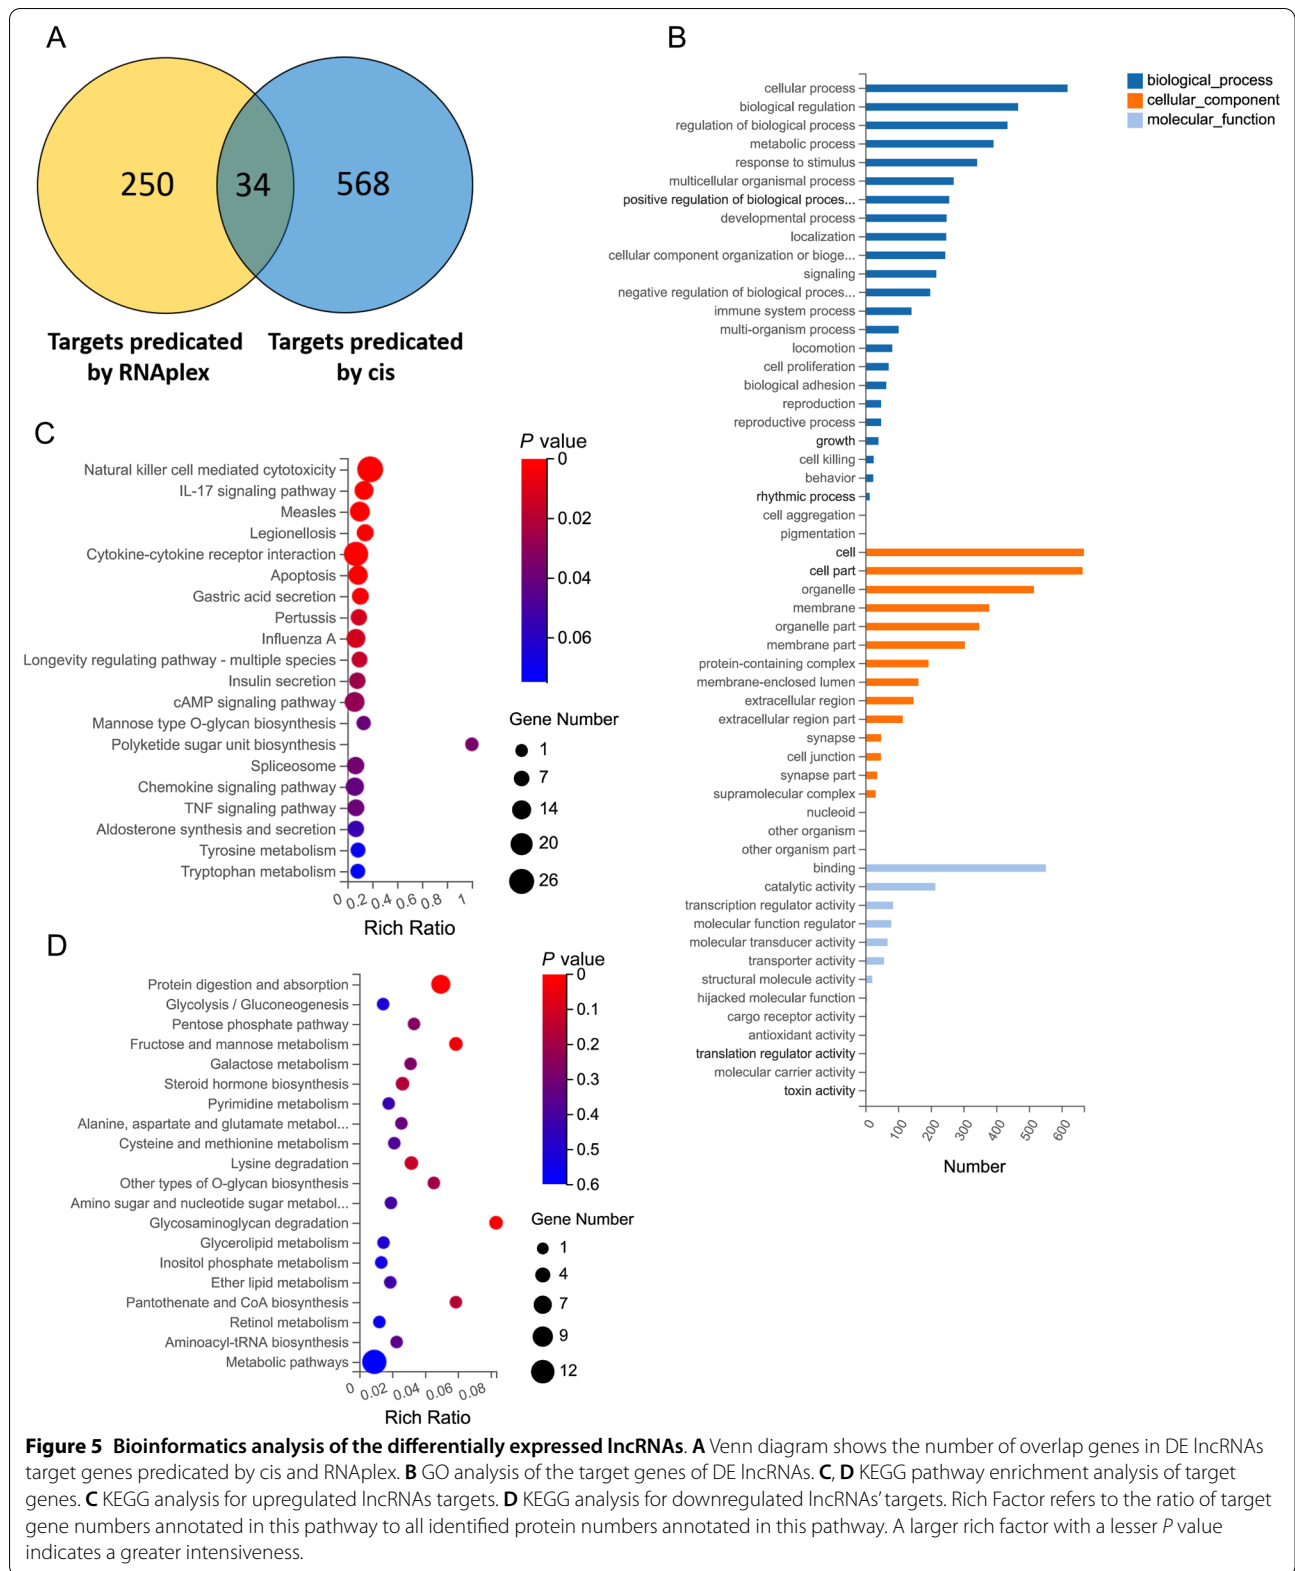 A
250
34
568
Targets predicated
by RNAplex
Targets predicated
by cis
B
biological_process
cellular_component
molecular_function
cellular process
biological regulation
regulation of biological process
metabolic process
response to stimulus
multicellular organismal process
positive regulation of biological proces...
developmental process
localization
cellular component organization or bioge...
signaling
negative regulation of biological proces...
immune system process
multi-organism process
locomotion
cell proliferation
biological adhesion
reproduction
reproductive process
growth
cell killing
behavior
rhythmic process
cell aggregation
pigmentation
cell
cell part
organelle
membrane
organelle part
membrane part
protein-containing complex
membrane-enclosed lumen
extracellular region
extracellular region part
synapse
cell junction
synapse part
supramolecular complex
nucleoid
other organism
other organism part
binding
catalytic activity
transcription regulator activity
molecular function regulator
molecular transducer activity
transporter activity
structural molecule activity
hijacked molecular function
cargo receptor activity
antioxidant activity
translation regulator activity
molecular carrier activity
toxin activity
0 100 200 300 400 500 600
Number
C
Natural killer cell mediated cytotoxicity
IL-17 signaling pathway
Measles
Legionellosis
Cytokine-cytokine receptor interaction
Apoptosis
Gastric acid secretion
Pertussis
Influenza A
Longevity regulating pathway - multiple species
Insulin secretion
cAMP signaling pathway
Mannose type O-glycan biosynthesis
Polyketide sugar unit biosynthesis
Spliceosome
Chemokine signaling pathway
TNF signaling pathway
Aldosterone synthesis and secretion
Tyrosine metabolism
Tryptophan metabolism
0 0.2 0.4 0.6 0.8 1
Rich Ratio
P value
0
0.02
0.04
0.06
Gene Number
1
7
14
20
26
D
Protein digestion and absorption
Glycolysis / Gluconeogenesis
Pentose phosphate pathway
Fructose and mannose metabolism
Galactose metabolism
Steroid hormone biosynthesis
Pyrimidine metabolism
Alanine, aspartate and glutamate metabol...
Cysteine and methionine metabolism
Lysine degradation
Other types of O-glycan biosynthesis
Amino sugar and nucleotide sugar metabol...
Glycosaminoglycan degradation
Glycerolipid metabolism
Inositol phosphate metabolism
Ether lipid metabolism
Pantothenate and CoA biosynthesis
Retinol metabolism
Aminoacyl-tRNA biosynthesis
Metabolic pathways
0 0.02 0.04 0.06 0.08
Rich Ratio
P value
0
0.1
0.2
0.3
0.4
0.5
0.6
Gene Number
1
4
7
9
12
Figure 5 Bioinformatics analysis of the differentially expressed lncRNAs. A Venn diagram shows the number of overlap genes in DE lncRNAs
target genes predicated by cis and RNAplex. B GO analysis of the target genes of DE lncRNAs. C, D KEGG pathway enrichment analysis of target
genes. C KEGG analysis for upregulated lncRNAs targets. D KEGG analysis for downregulated lncRNAs’ targets. Rich Factor refers to the ratio of target
gene numbers annotated in this pathway to all identified protein numbers annotated in this pathway. A larger rich factor with a lesser P value
indicates a greater intensiveness.